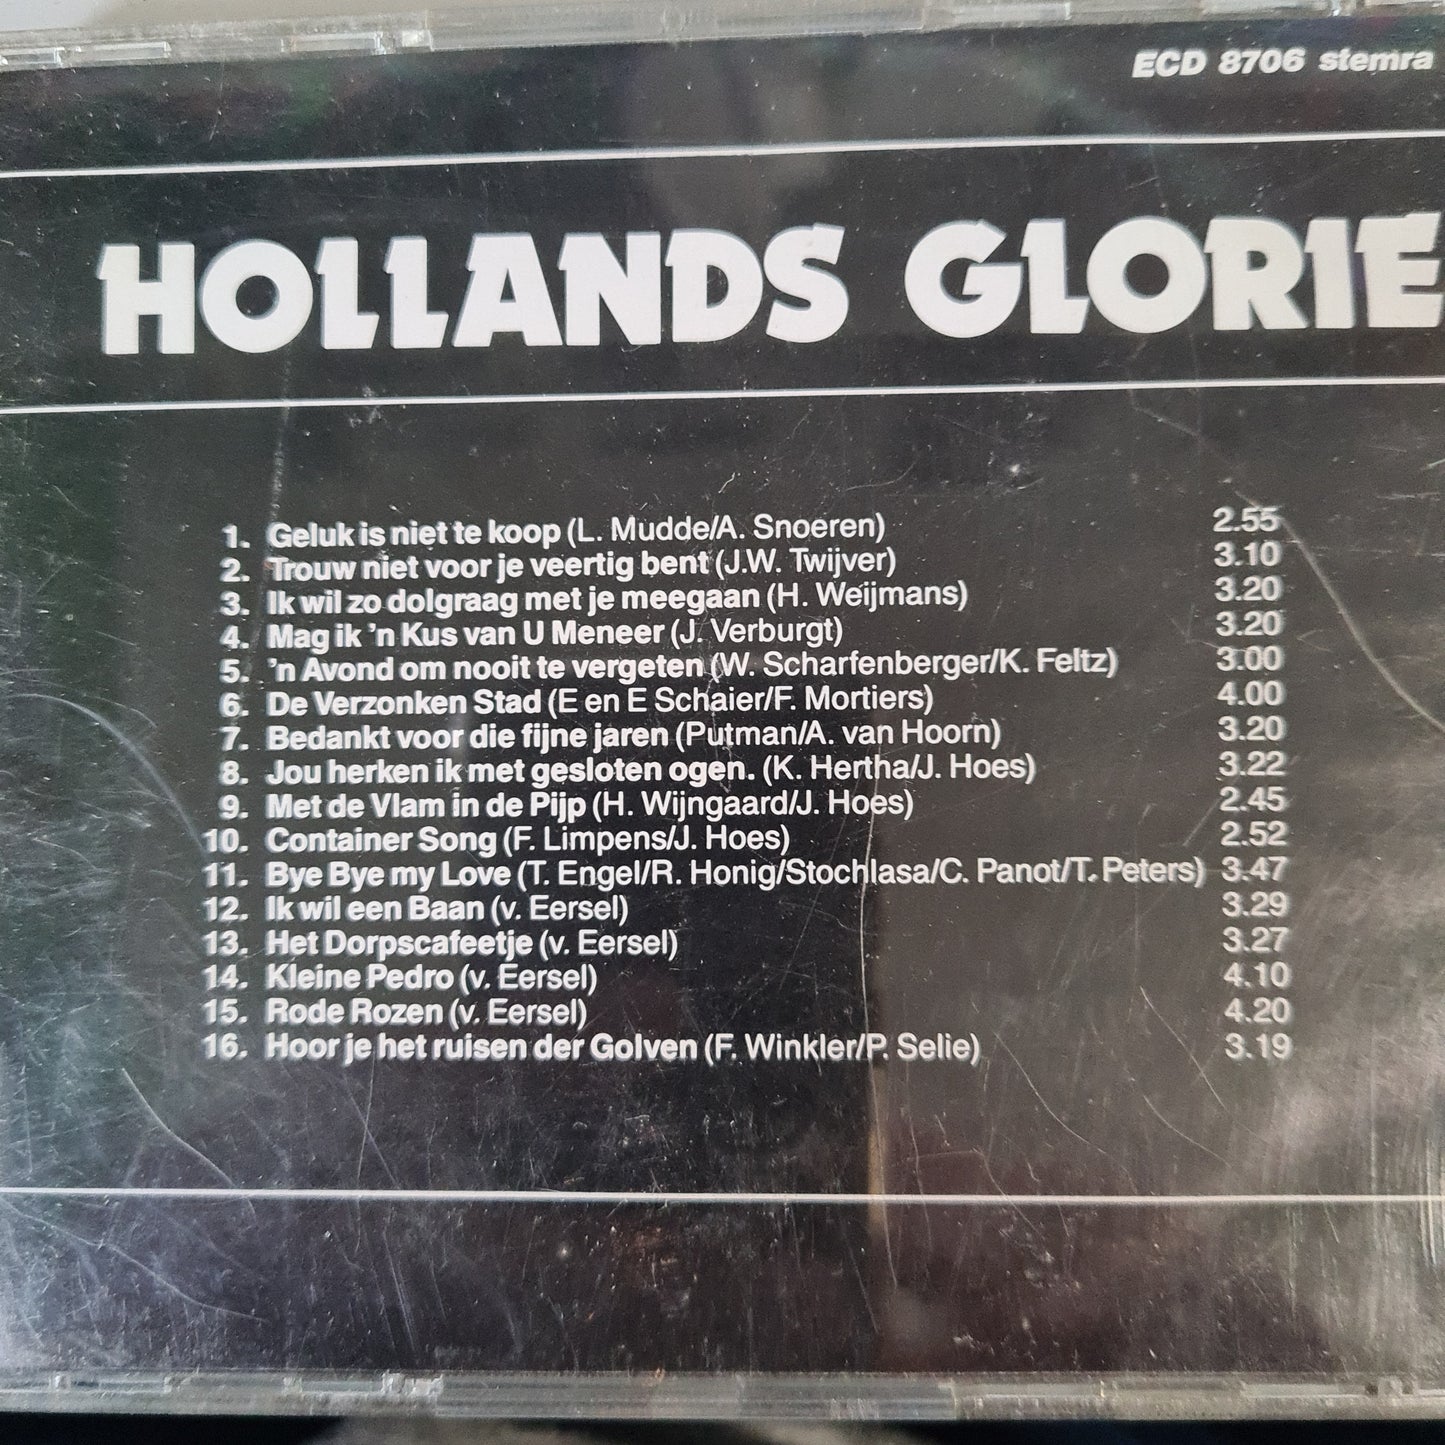 ECD 8706 stemra
HOLLANDS GLORIE
1. Geluk is niet te koop (L. Mudde/A. Snoeren) 2.55
2. Trouw niet voor je veertig bent (J.W. Twijver) 3.10
3. Ik wil zo dolgraag met je meegaan (H. Weijmans) 3.20
4. Mag ik 'n Kus van U Meneer (J. Verburgt) 3.20
5. 'n Avond om nooit te vergeten (W. Scharfenberger/K. Feltz) 3.00
6. De Verzonken Stad (E en E Schaier/F. Mortiers) 4.00
7. Bedankt voor die fijne jaren (Putman/A. van Hoorn) 3.20
8. Jou herken ik met gesloten ogen. (K. Hertha/J. Hoes) 3.22
9. Met de Vlam in de Pijp (H. Wijngaard/J. Hoes) 2.45
10. Container Song (F. Limpens/J. Hoes) 2.52
11. Bye Bye my Love (T. Engel/R. Honig/Stochlasa/C. Panot/T. Peters) 3.47
12. Ik wil een Baan (v. Eersel) 3.29
13. Het Dorpscafeetje (v. Eersel) 3.27
14. Kleine Pedro (v. Eersel) 4.10
15. Rode Rozen (v. Eersel) 4.20
16. Hoor je het ruisen der Golven (F. Winkler/P. Selie) 3.19